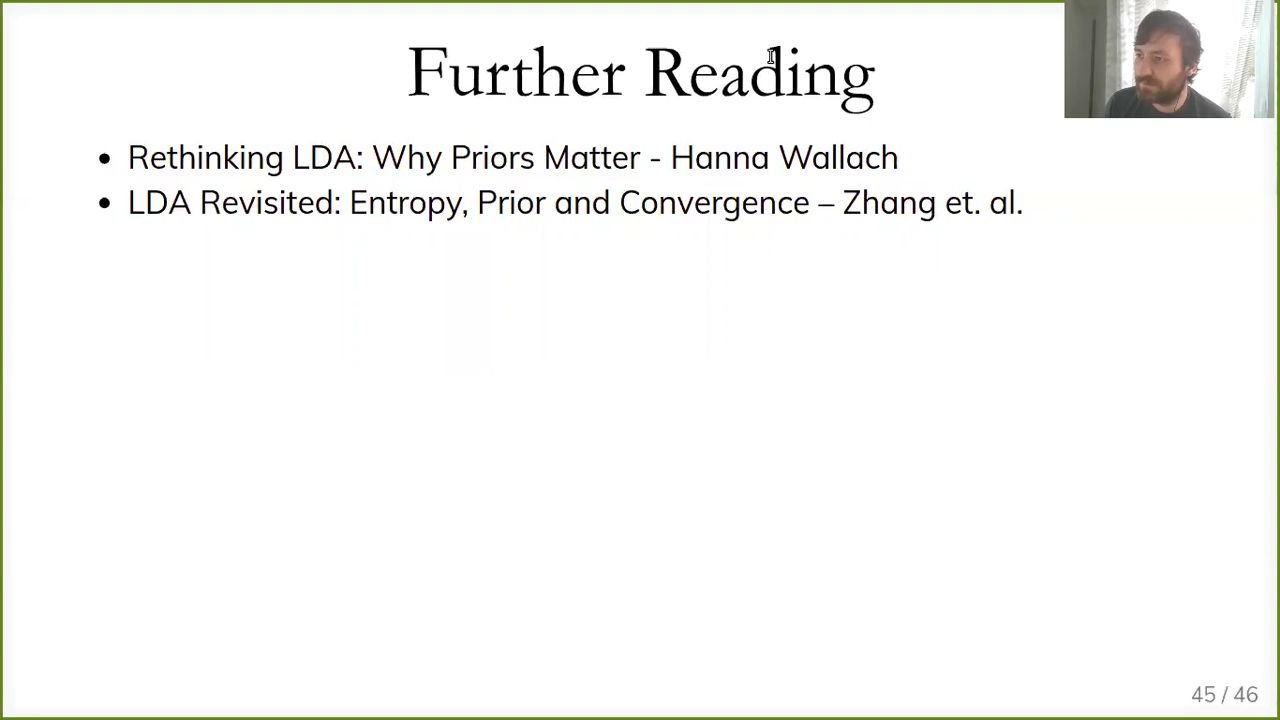 Further Reading
• Rethinking LDA: Why Priors Matter - Hanna Wallach
• LDA Revisited: Entropy, Prior and Convergence – Zhang et. al.
45 / 46